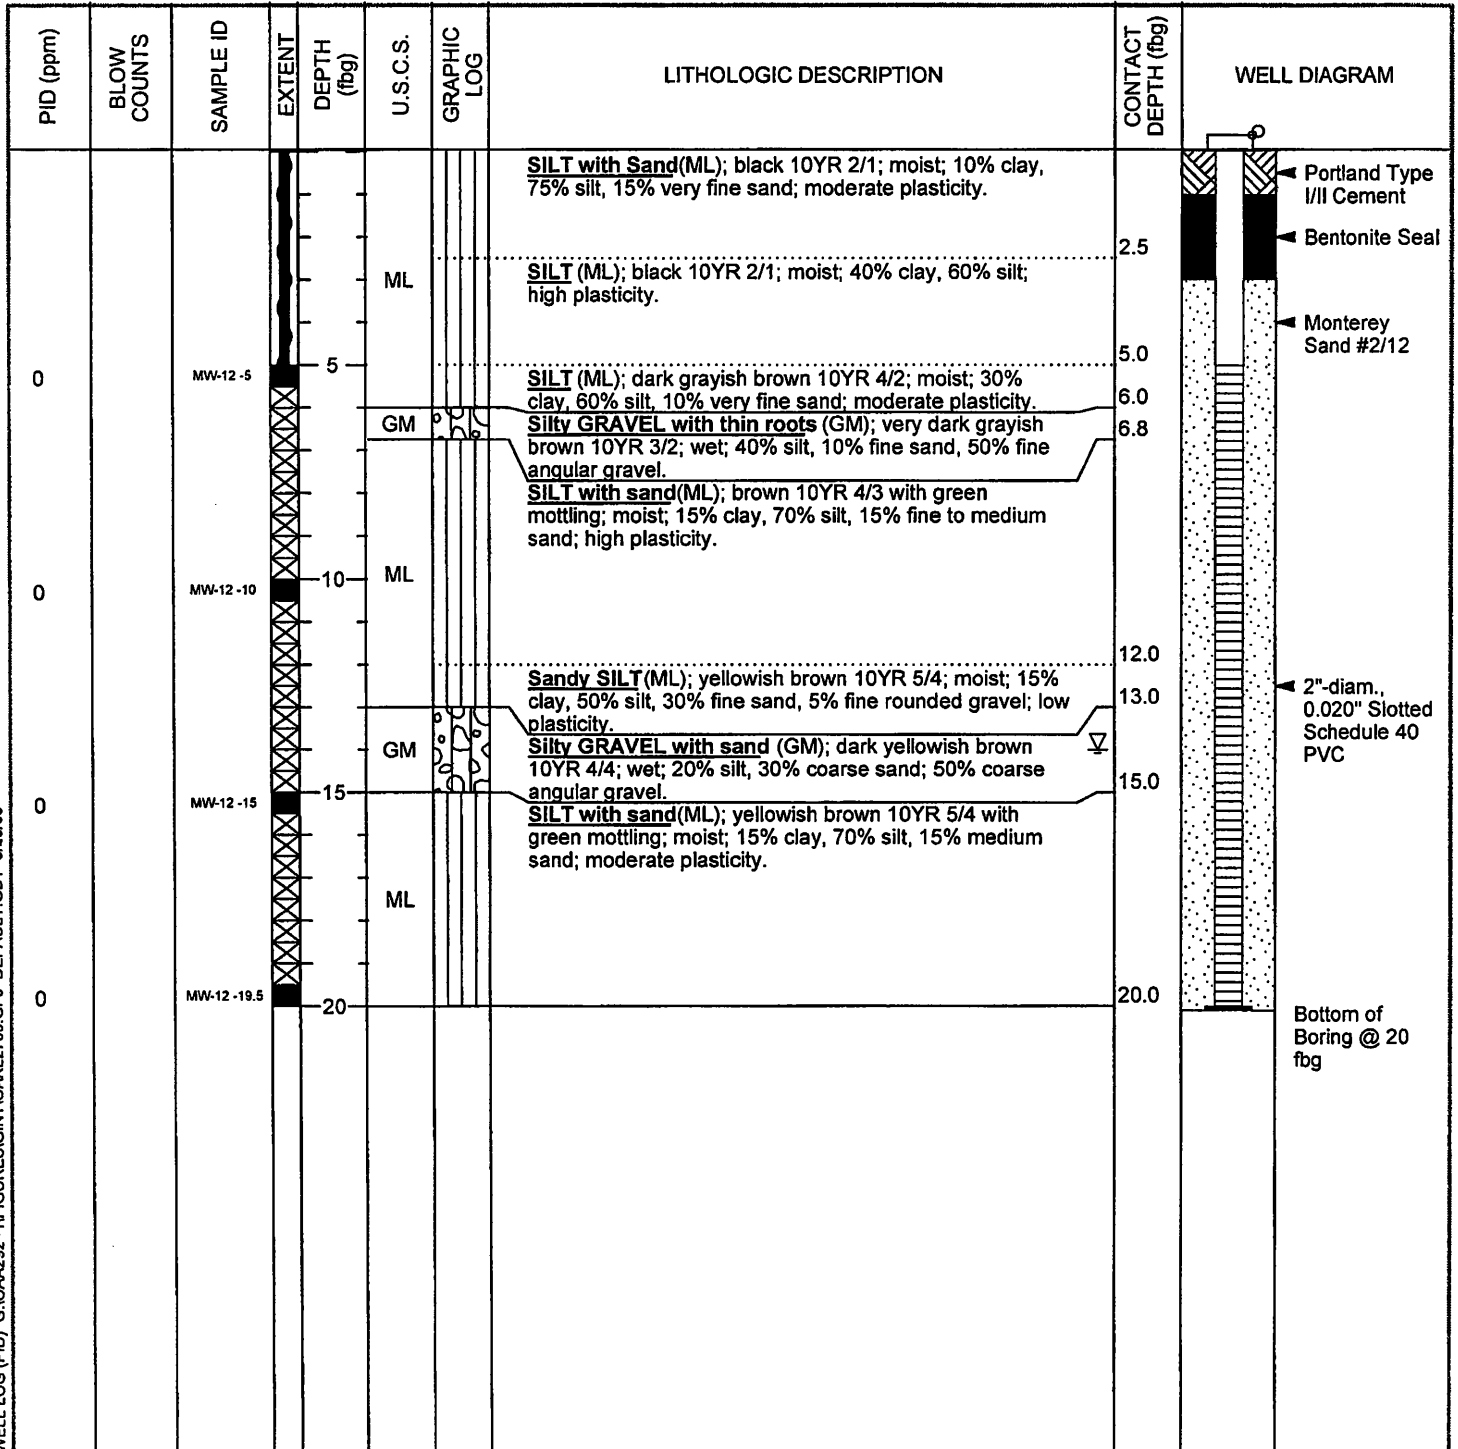 PID (ppm)
BLOW
COUNTS
SAMPLE ID
EXTENT
DEPTH
(fbg)
U.S.C.S.
GRAPHIC
LOG
LITHOLOGIC DESCRIPTION
CONTACT
DEPTH (fbg)
WELL DIAGRAM
SILT with Sand(ML); black 10YR 2/1; moist; 10% clay,
75% silt, 15% very fine sand; moderate plasticity.
Portland Type
I/II Cement
Bentonite Seal
2.5
ML
SILT (ML); black 10YR 2/1; moist; 40% clay, 60% silt;
high plasticity.
Monterey
Sand #2/12
5.0
0
MW-12 -5
5
SILT (ML); dark grayish brown 10YR 4/2; moist; 30%
clay, 60% silt, 10% very fine sand; moderate plasticity.
6.0
GM
Silty GRAVEL with thin roots (GM); very dark grayish
brown 10YR 3/2; wet; 40% silt, 10% fine sand, 50% fine
angular gravel.
6.8
SILT with sand(ML); brown 10YR 4/3 with green
mottling; moist; 15% clay, 70% silt, 15% fine to medium
sand; high plasticity.
0
MW-12 -10
10
ML
12.0
Sandy SILT(ML); yellowish brown 10YR 5/4; moist; 15%
clay, 50% silt, 30% fine sand, 5% fine rounded gravel; low
plasticity.
13.0
2"-diam.,
0.020" Slotted
Schedule 40
PVC
GM
Silty GRAVEL with sand (GM); dark yellowish brown
10YR 4/4; wet; 20% silt, 30% coarse sand; 50% coarse
angular gravel.
15.0
0
MW-12 -15
15
SILT with sand(ML); yellowish brown 10YR 5/4 with
green mottling; moist; 15% clay, 70% silt, 15% medium
sand; moderate plasticity.
ML
0
MW-12 -19.5
20
20.0
Bottom of
Boring @ 20
fbg
WELL LOG (PID)